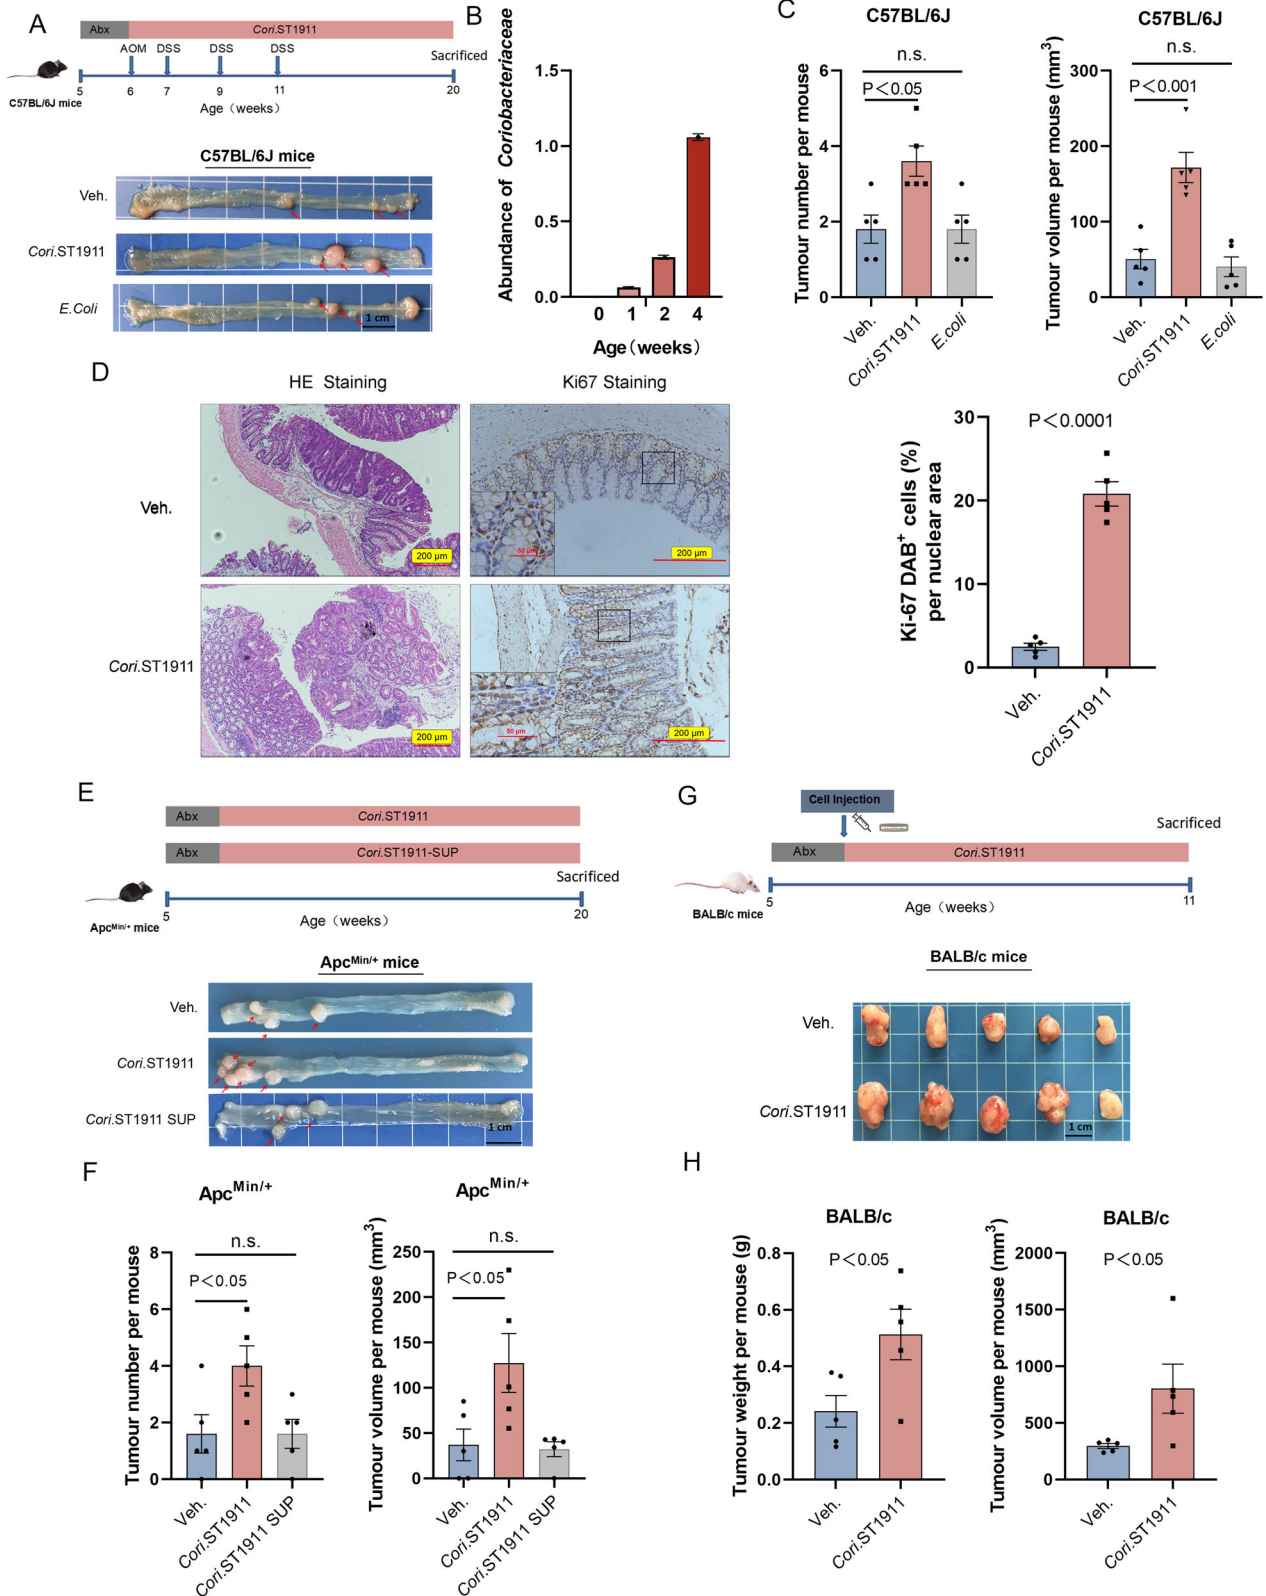 A
Abx
Cori.ST1911
AOM DSS DSS DSS
Sacrificed
5 6 7 9 11 20
C57BL/6J mice
Age（weeks）
C57BL/6J mice
Veh.
Cori.ST1911
E.Coli
1 cm
B
Abundance of Coriobacteriaceae
1.5
1.0
0.5
0.0
0 1 2 4
Age（weeks）
C
C57BL/6J
n.s.
P＜0.05
Tumour number per mouse
6
4
2
0
Veh.
Cori.ST1911
E.coli
C57BL/6J
n.s.
P＜0.001
Tumour volume per mouse (mm3)
300
200
100
0
Veh.
Cori.ST1911
E.coli
D
HE Staining
Ki67 Staining
Veh.
200 µm
50 µm
200 µm
Cori.ST1911
200 µm
50 µm
200 µm
P＜0.0001
Ki-67 DAB+ cells (%)
per nuclear area
30
20
10
0
Veh.
Cori.ST1911
E
Abx
Cori.ST1911
Abx
Cori.ST1911-SUP
Sacrificed
5 20
ApcMin/+ mice
Age（weeks）
ApcMin/+ mice
Veh.
Cori.ST1911
Cori.ST1911 SUP
1 cm
F
ApcMin/+
n.s.
P＜0.05
Tumour number per mouse
8
6
4
2
0
Veh.
Cori.ST1911
Cori.ST1911 SUP
ApcMin/+
n.s.
P＜0.05
Tumour volume per mouse (mm3)
250
200
150
100
50
0
Veh.
Cori.ST1911
Cori.ST1911 SUP
G
Cell Injection
Sacrificed
Abx
Cori.ST1911
5 11
BALB/c mice
Age（weeks）
BALB/c mice
Veh.
Cori.ST1911
1 cm
H
BALB/c
P＜0.05
Tumour weight per mouse (g)
0.8
0.6
0.4
0.2
0.0
Veh.
Cori.ST1911
BALB/c
P＜0.05
Tumour volume per mouse (mm3)
2000
1500
1000
500
0
Veh.
Cori.ST1911